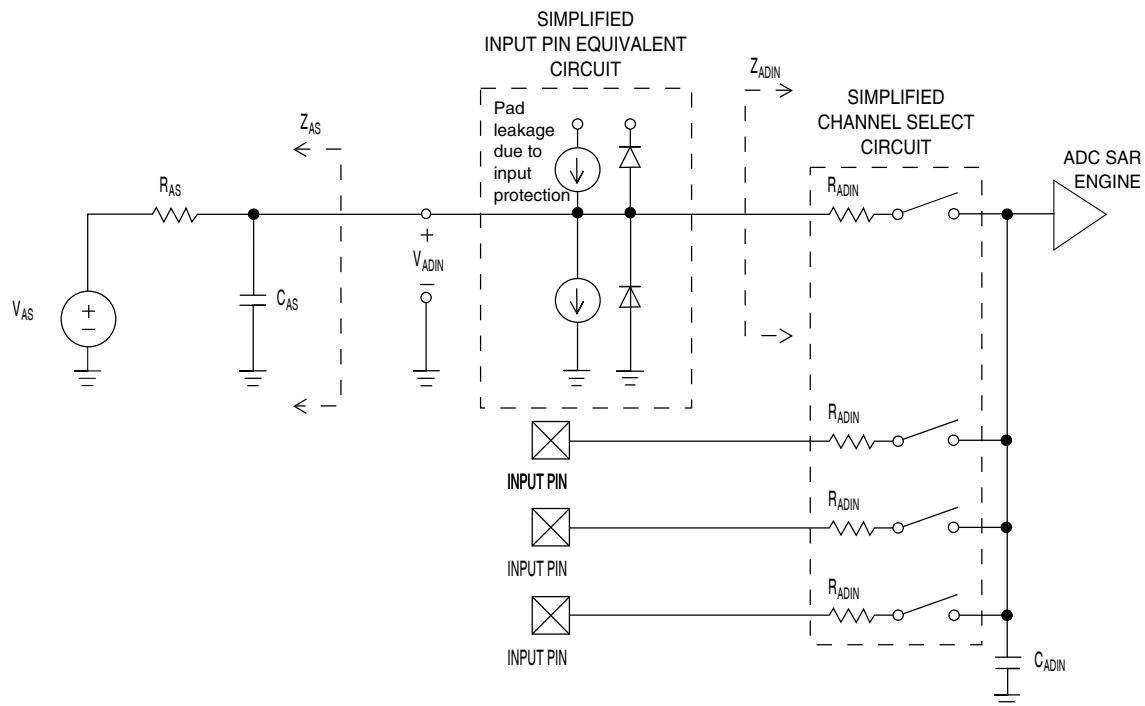 SIMPLIFIED
INPUT PIN EQUIVALENT
CIRCUIT
Pad
leakage
due to
input
protection
Z_ADIN
SIMPLIFIED
CHANNEL SELECT
CIRCUIT
ADC SAR
ENGINE
Z_AS
R_AS
R_ADIN
+
V_ADIN
–
C_AS
V_AS
+
–
R_ADIN
INPUT PIN
R_ADIN
INPUT PIN
R_ADIN
INPUT PIN
C_ADIN